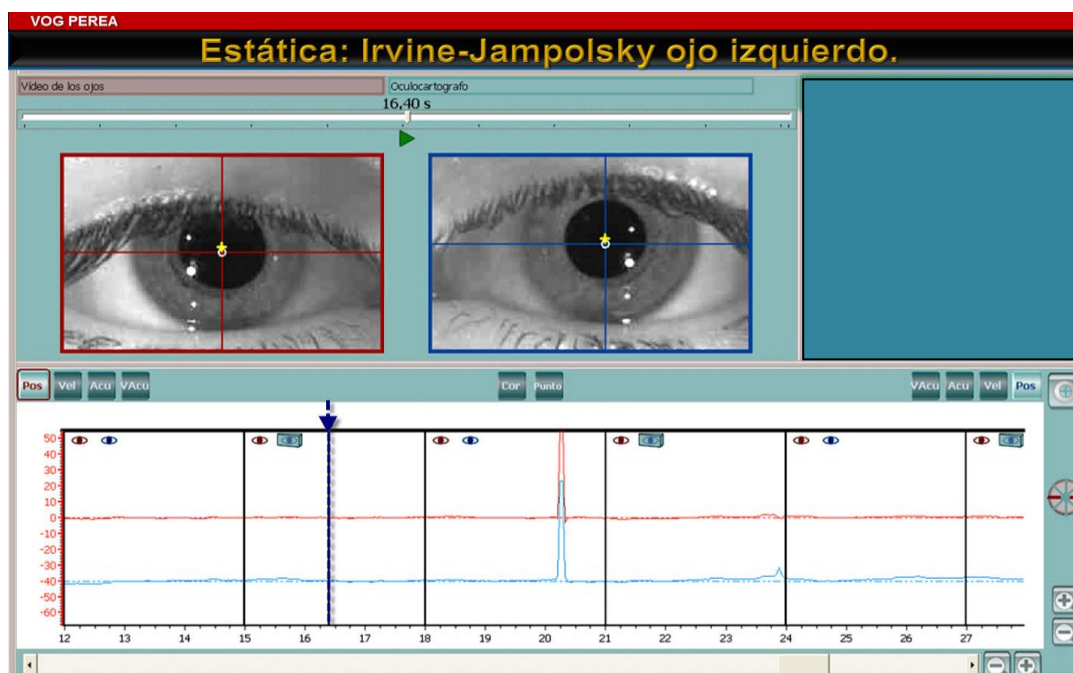 VOG PEREA
Estática: Irvine-Jampolsky ojo izquierdo.
Vídeo de los ojos
Oculocartografo
16,40 s
Pos Vel Acu VAcu Cor Punto VAcu Acu Vel Pos
50
40
30
20
10
0
-10
-20
-30
-40
-50
-60
12 13 14 15 16 17 18 19 20 21 22 23 24 25 26 27